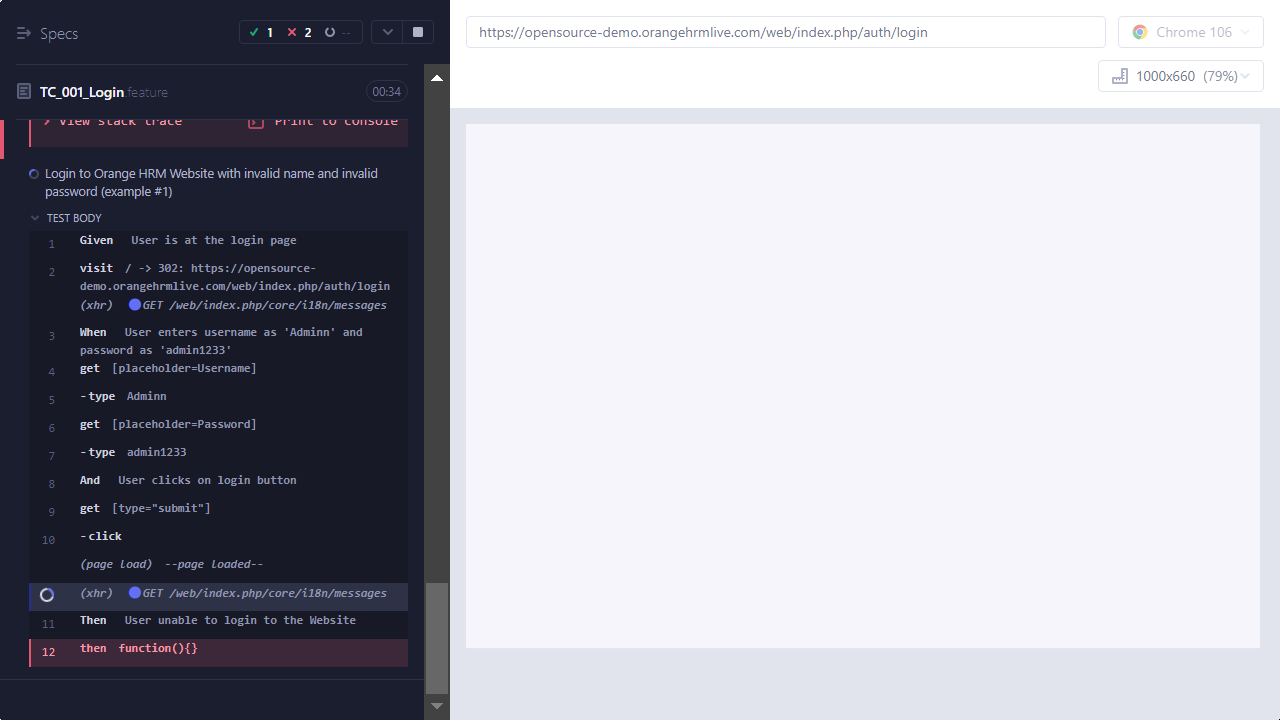 Specs
1
2
--
https://opensource-demo.orangehrmlive.com/web/index.php/auth/login
Chrome 106
1000x660 (79%)
TC_001_Login.feature
00:34
View stack trace
Print to console
Login to Orange HRM Website with invalid name and invalid
password (example #1)
TEST BODY
1 Given User is at the login page
2 visit / -> 302: https://opensource-
demo.orangehrmlive.com/web/index.php/auth/login
(xhr) GET /web/index.php/core/i18n/messages
3 When User enters username as 'Adminn' and
password as 'admin1233'
4 get [placeholder=Username]
5 -type Adminn
6 get [placeholder=Password]
7 -type admin1233
8 And User clicks on login button
9 get [type="submit"]
10 -click
(page load) --page loaded--
(xhr) GET /web/index.php/core/i18n/messages
11 Then User unable to login to the Website
12 then function(){}